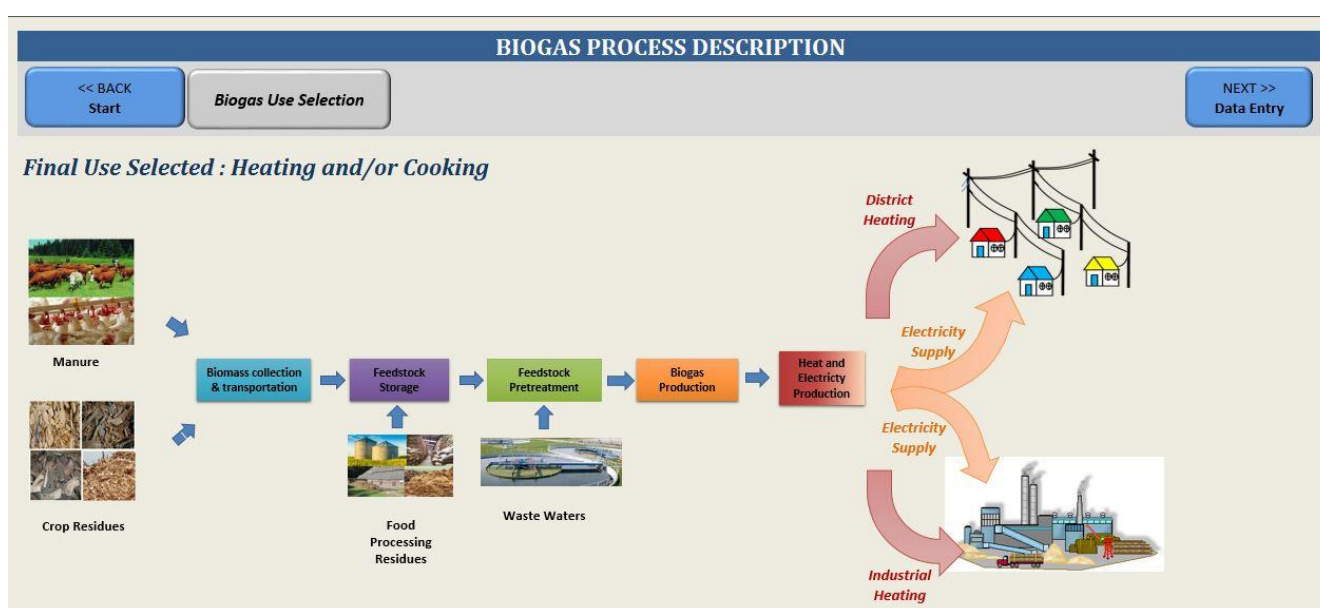 BIOGAS PROCESS DESCRIPTION
<< BACK
Start
Biogas Use Selection
NEXT >>
Data Entry
Final Use Selected : Heating and/or Cooking
District
Heating
Manure
Electricity
Supply
Biomass collection
& transportation
Feedstock
Storage
Feedstock
Pretreatment
Biogas
Production
Heat and
Electricty
Production
Electricity
Supply
Crop Residues
Food
Processing
Residues
Waste Waters
Industrial
Heating